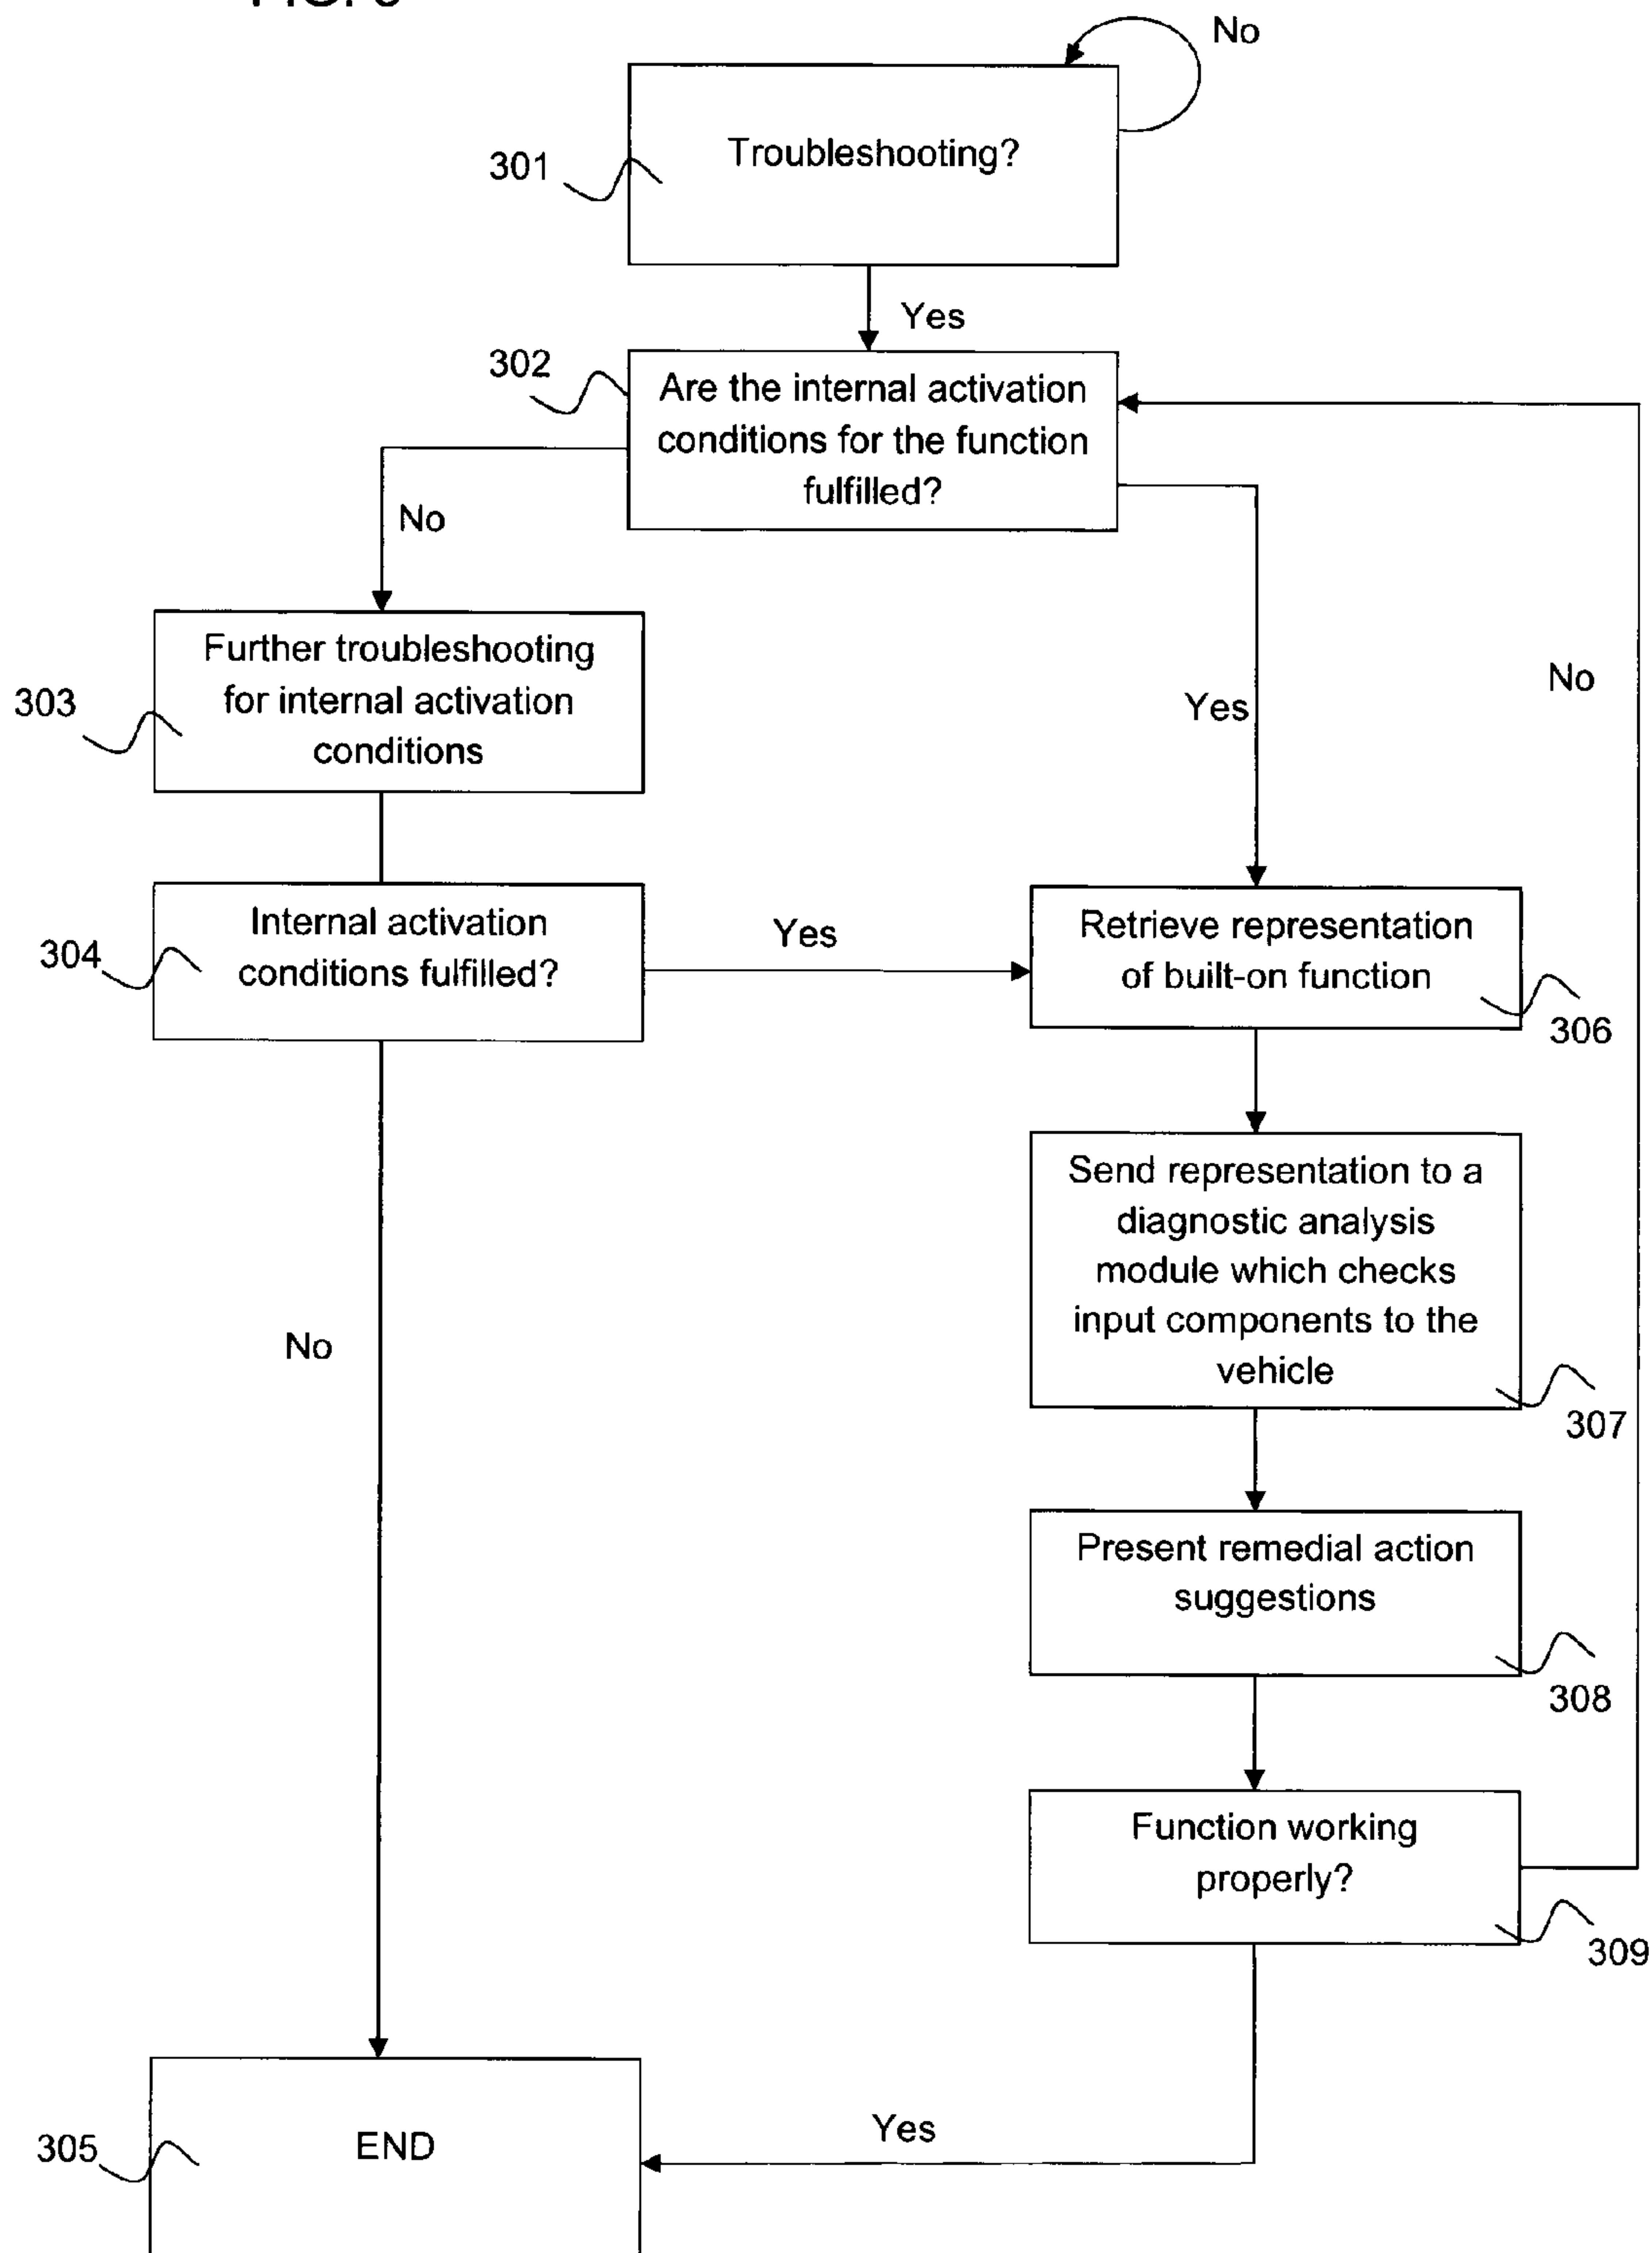 No
Troubleshooting?
301
Yes
302
Are the internal activation
conditions for the function
fulfilled?
No
Further troubleshooting
for internal activation
conditions
303
No
Yes
Internal activation
conditions fulfilled?
304
Yes
Retrieve representation
of built-on function
306
Send representation to a
diagnostic analysis
module which checks
input components to the
vehicle
307
No
Present remedial action
suggestions
308
Function working
properly?
309
Yes
END
305